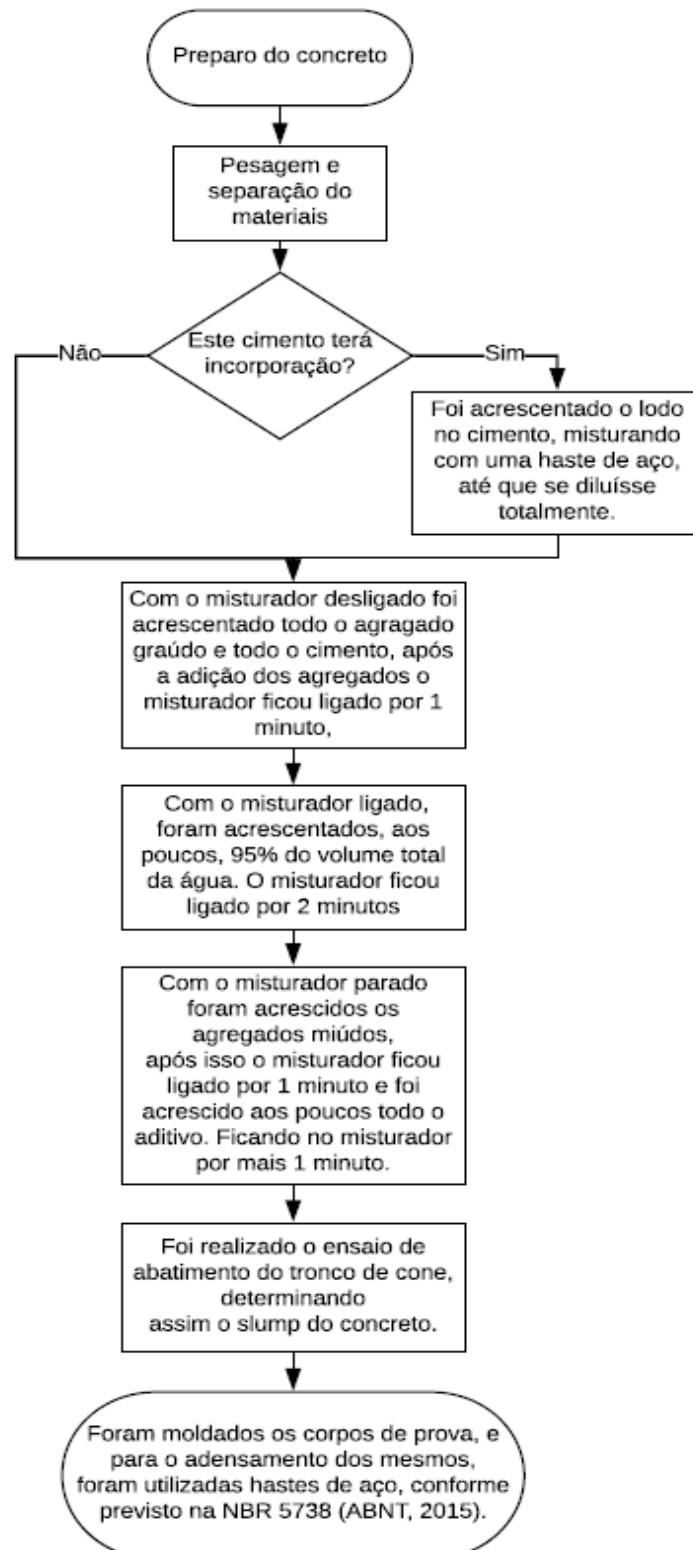 Preparo do concreto
Pesagem e
separação do
materiais
Este cimento terá
incorporação?
Não
Sim
Foi acrescentado o lodo
no cimento, misturando
com uma haste de aço,
até que se diluísse
totalmente.
Com o misturador desligado foi
acrescentado todo o agragado
graúdo e todo o cimento, após
a adição dos agregados o
misturador ficou ligado por 1
minuto,
Com o misturador ligado,
foram acrescentados, aos
poucos, 95% do volume total
da água. O misturador ficou
ligado por 2 minutos
Com o misturador parado
foram acrescidos os
agregados miúdos,
após isso o misturador ficou
ligado por 1 minuto e foi
acrescido aos poucos todo o
aditivo. Ficando no misturador
por mais 1 minuto.
Foi realizado o ensaio de
abatimento do tronco de cone,
determinando
assim o slump do concreto.
Foram moldados os corpos de prova, e
para o adensamento dos mesmos,
foram utilizadas hastes de aço, conforme
previsto na NBR 5738 (ABNT, 2015).